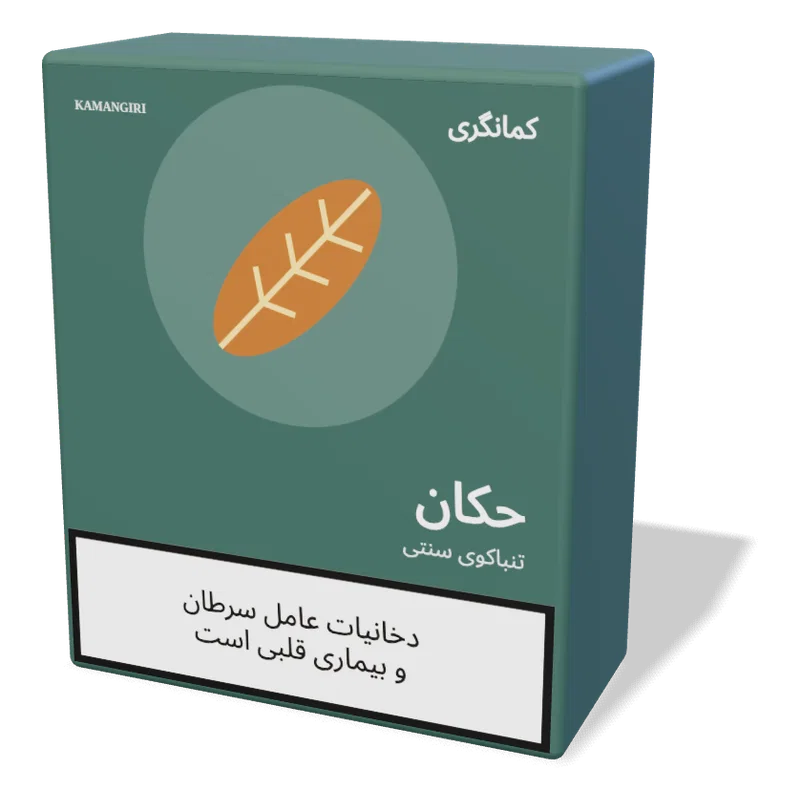 KAMANGIRI
کمانگری
حکان
تنباکوی سنتی
دخانیات عامل سرطان
و بیماری قلبی است